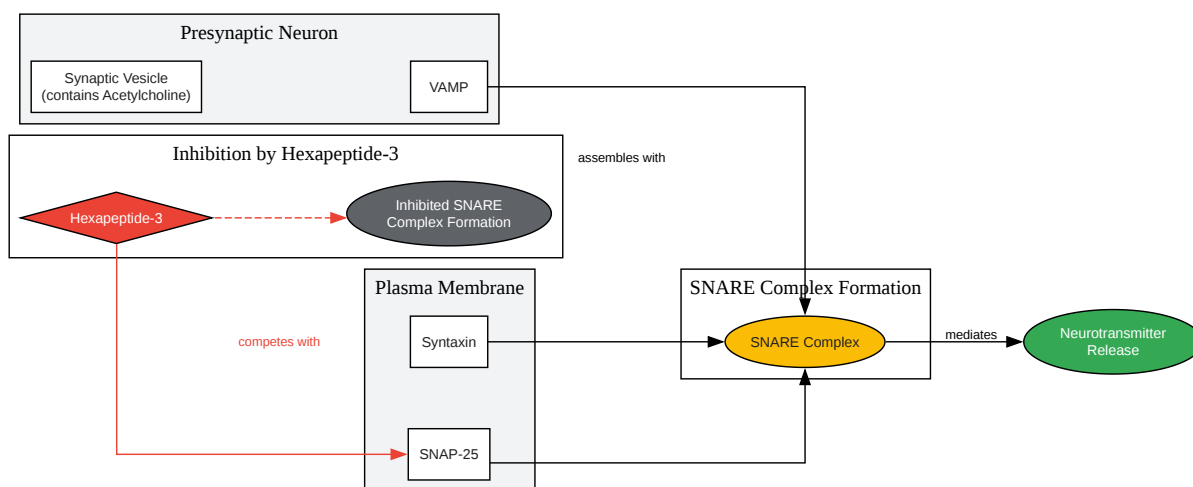 Presynaptic Neuron
Synaptic Vesicle
(contains Acetylcholine)
VAMP
Inhibition by Hexapeptide-3
assembles with
Hexapeptide-3
Inhibited SNARE
Complex Formation
Plasma Membrane
SNARE Complex Formation
Syntaxin
competes with
SNARE Complex
mediates
Neurotransmitter
Release
SNAP-25